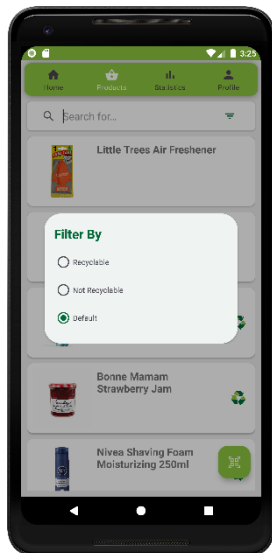 3:25
Home Products Statistics Profile
Search for...
Little Trees Air Freshener
Filter By
Recyclable
Not Recyclable
Default
Bonne Mamam
Strawberry Jam
Nivea Shaving Foam
Moisturizing 250ml